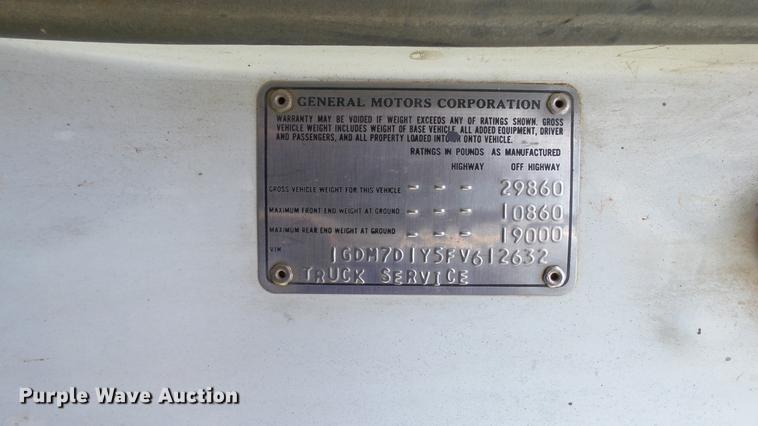 GENERAL MOTORS CORPORATION
WARRANTY MAY BE VOIDED IF WEIGHT EXCEEDS ANY OF RATINGS SHOWN. GROSS
VEHICLE WEIGHT INCLUDES WEIGHT OF BASE VEHICLE, ALL ADDED EQUIPMENT, DRIVER
AND PASSENGERS, AND ALL PROPERTY LOADED INTO OR ONTO VEHICLE.
RATINGS IN POUNDS AS MANUFACTURED
HIGHWAY OFF HIGHWAY
GROSS VEHICLE WEIGHT FOR THIS VEHICLE - - - 29860
MAXIMUM FRONT END WEIGHT AT GROUND - - - 10860
MAXIMUM REAR END WEIGHT AT GROUND - - - 19000
VIN 1GDM7D1Y5FV612632
TRUCK SERVICE
Purple Wave Auction